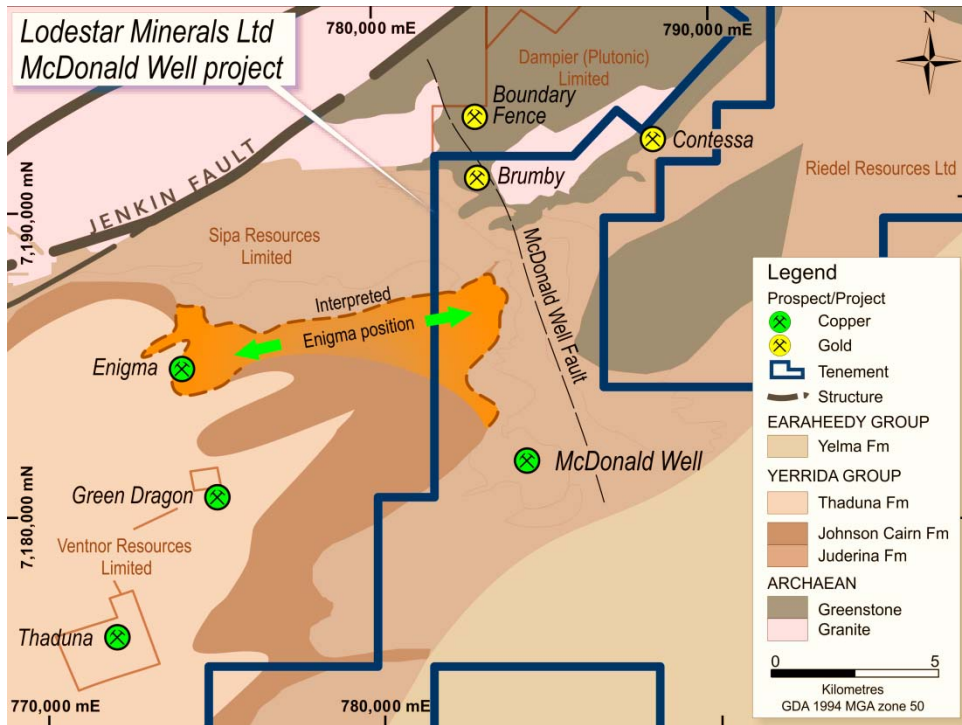 Lodestar Minerals Ltd
McDonald Well project
780,000 mE
790,000 mE
N
Dampier (Plutonic)
Limited
Boundary
Fence
Contessa
Brumby
Riedel Resources Ltd
JENKIN FAULT
7,190,000 mN
Sipa Resources
Limited
McDonald Well Fault
Interpreted
Enigma position
Enigma
McDonald Well
Green Dragon
7,180,000 mN
Ventnor Resources
Limited
Thaduna
770,000 mE
780,000 mE
Legend
Prospect/Project
Copper
Gold
Tenement
Structure
EARAHEEDY GROUP
Yelma Fm
YERRIDA GROUP
Thaduna Fm
Johnson Cairn Fm
Juderina Fm
ARCHAEAN
Greenstone
Granite
0 5
Kilometres
GDA 1994 MGA zone 50